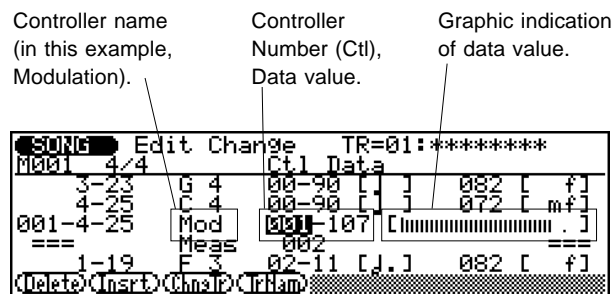 Controller name
(in this example,
Modulation).
Controller
Number (Ctl),
Data value.
Graphic indication
of data value.
SONG Edit Change TR=01:********
M001 4/4 Ctl Data
3-23 G 4 00-90 [♩ ] 082 [ f]
4-25 C 4 00-90 [♩ ] 072 [ mf]
001-4-25 Mod 001-107 [||||||||||||||||||||||||||| . ]
=== Meas 002 ===
1-19 F 3 02-11 [♩.] 082 [ f]
(Delete)(Insrt)(ChngTr)(TrNam)